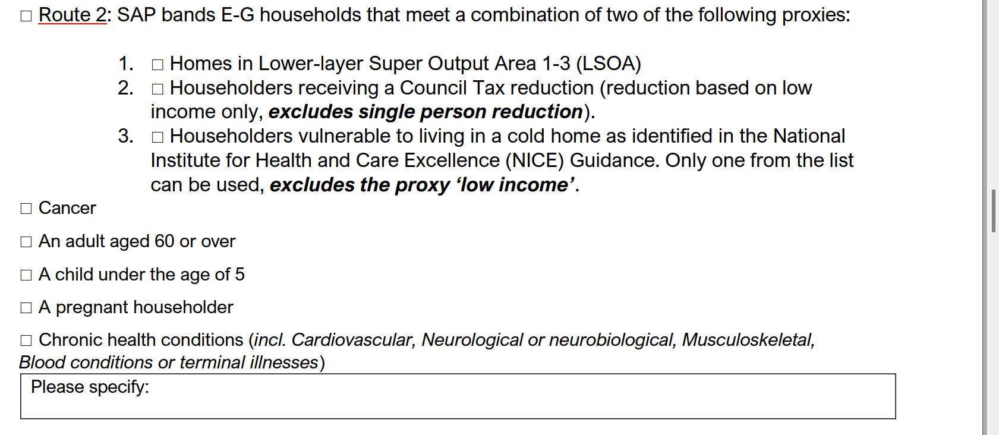 ☐ Route 2: SAP bands E-G households that meet a combination of two of the following proxies:
1. ☐ Homes in Lower-layer Super Output Area 1-3 (LSOA)
2. ☐ Householders receiving a Council Tax reduction (reduction based on low
income only, excludes single person reduction).
3. ☐ Householders vulnerable to living in a cold home as identified in the National
Institute for Health and Care Excellence (NICE) Guidance. Only one from the list
can be used, excludes the proxy ‘low income’.
☐ Cancer
☐ An adult aged 60 or over
☐ A child under the age of 5
☐ A pregnant householder
☐ Chronic health conditions (incl. Cardiovascular, Neurological or neurobiological, Musculoskeletal,
Blood conditions or terminal illnesses)
Please specify: